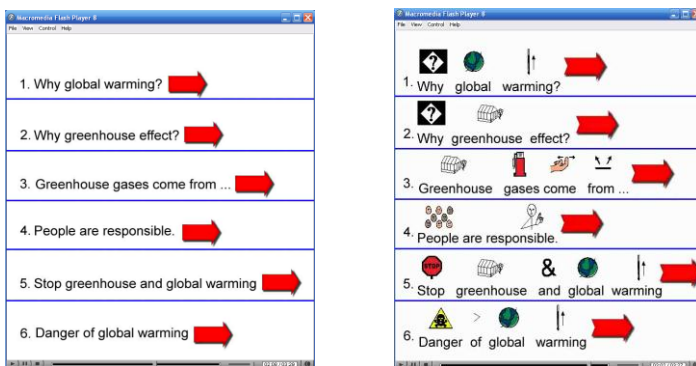 Macromedia Flash Player 8
File View Control Help
1. Why global warming?
2. Why greenhouse effect?
3. Greenhouse gases come from ...
4. People are responsible.
5. Stop greenhouse and global warming
6. Danger of global warming
Macromedia Flash Player 8
File View Control Help
?
1. Why global warming?
?
2. Why greenhouse effect?
3. Greenhouse gases come from ...
4. People are responsible.
STOP &
5. Stop greenhouse and global warming
>
6. Danger of global warming